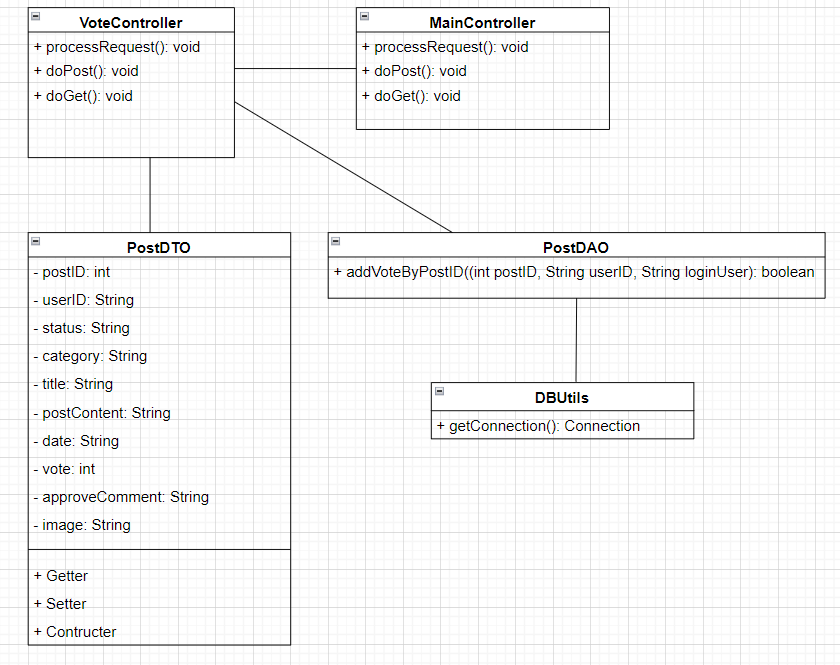 VoteController
+ processRequest(): void
+ doPost(): void
+ doGet(): void
MainController
+ processRequest(): void
+ doPost(): void
+ doGet(): void
PostDTO
- postID: int
- userID: String
- status: String
- category: String
- title: String
- postContent: String
- date: String
- vote: int
- approveComment: String
- image: String
+ Getter
+ Setter
+ Contructer
PostDAO
+ addVoteByPostID((int postID, String userID, String loginUser): boolean
DBUtils
+ getConnection(): Connection